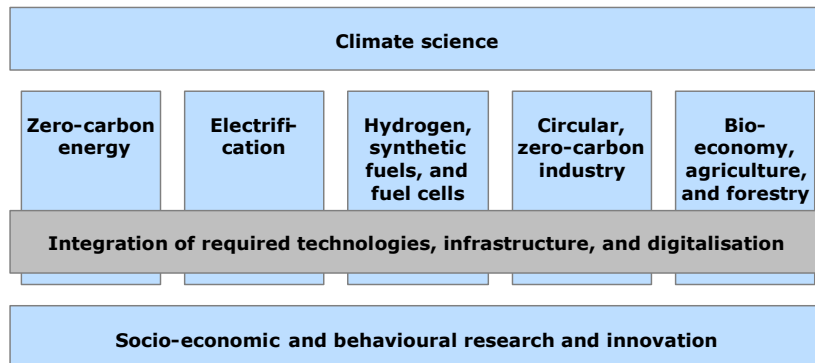 Climate science
Zero-carbon
energy
Electrifi-
cation
Hydrogen,
synthetic
fuels, and
fuel cells
Circular,
zero-carbon
industry
Bio-
economy,
agriculture,
and forestry
Integration of required technologies, infrastructure, and digitalisation
Socio-economic and behavioural research and innovation